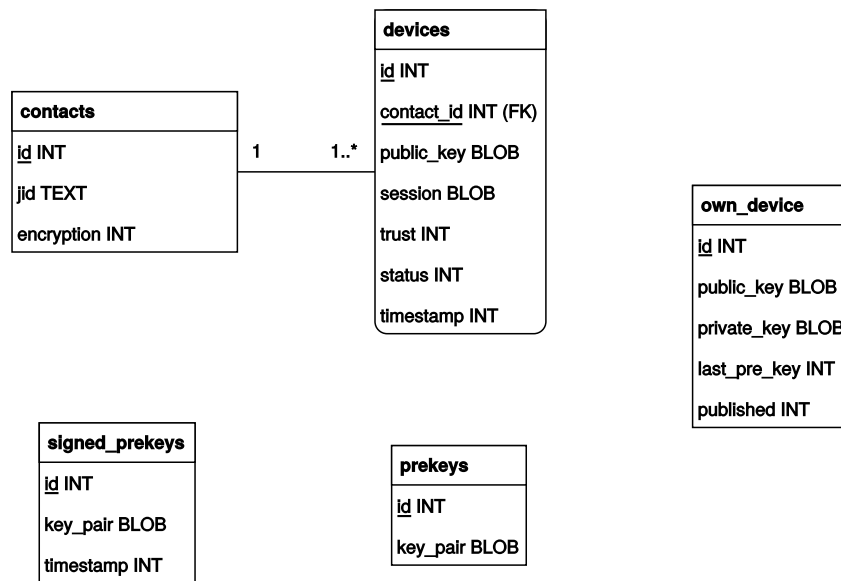 devices
id INT
contact_id INT (FK)
public_key BLOB
session BLOB
trust INT
status INT
timestamp INT
contacts
id INT
jid TEXT
encryption INT
1
1..*
own_device
id INT
public_key BLOB
private_key BLOB
last_pre_key INT
published INT
signed_prekeys
id INT
key_pair BLOB
timestamp INT
prekeys
id INT
key_pair BLOB